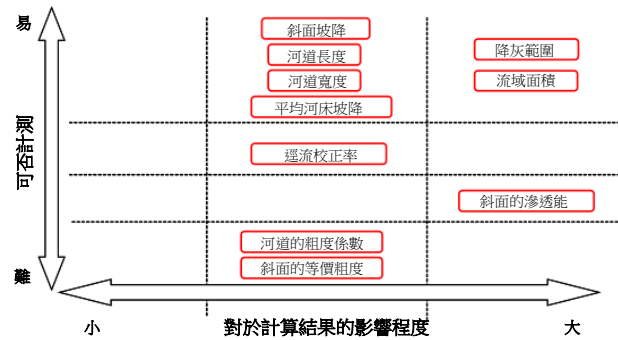 易
斜面坡降
河道長度
河道寬度
平均河床坡降
降灰範圍
流域面積
可否計測
逕流校正率
斜面的滲透能
河道的粗度係數
斜面的等價粗度
難
小
對於計算結果的影響程度
大